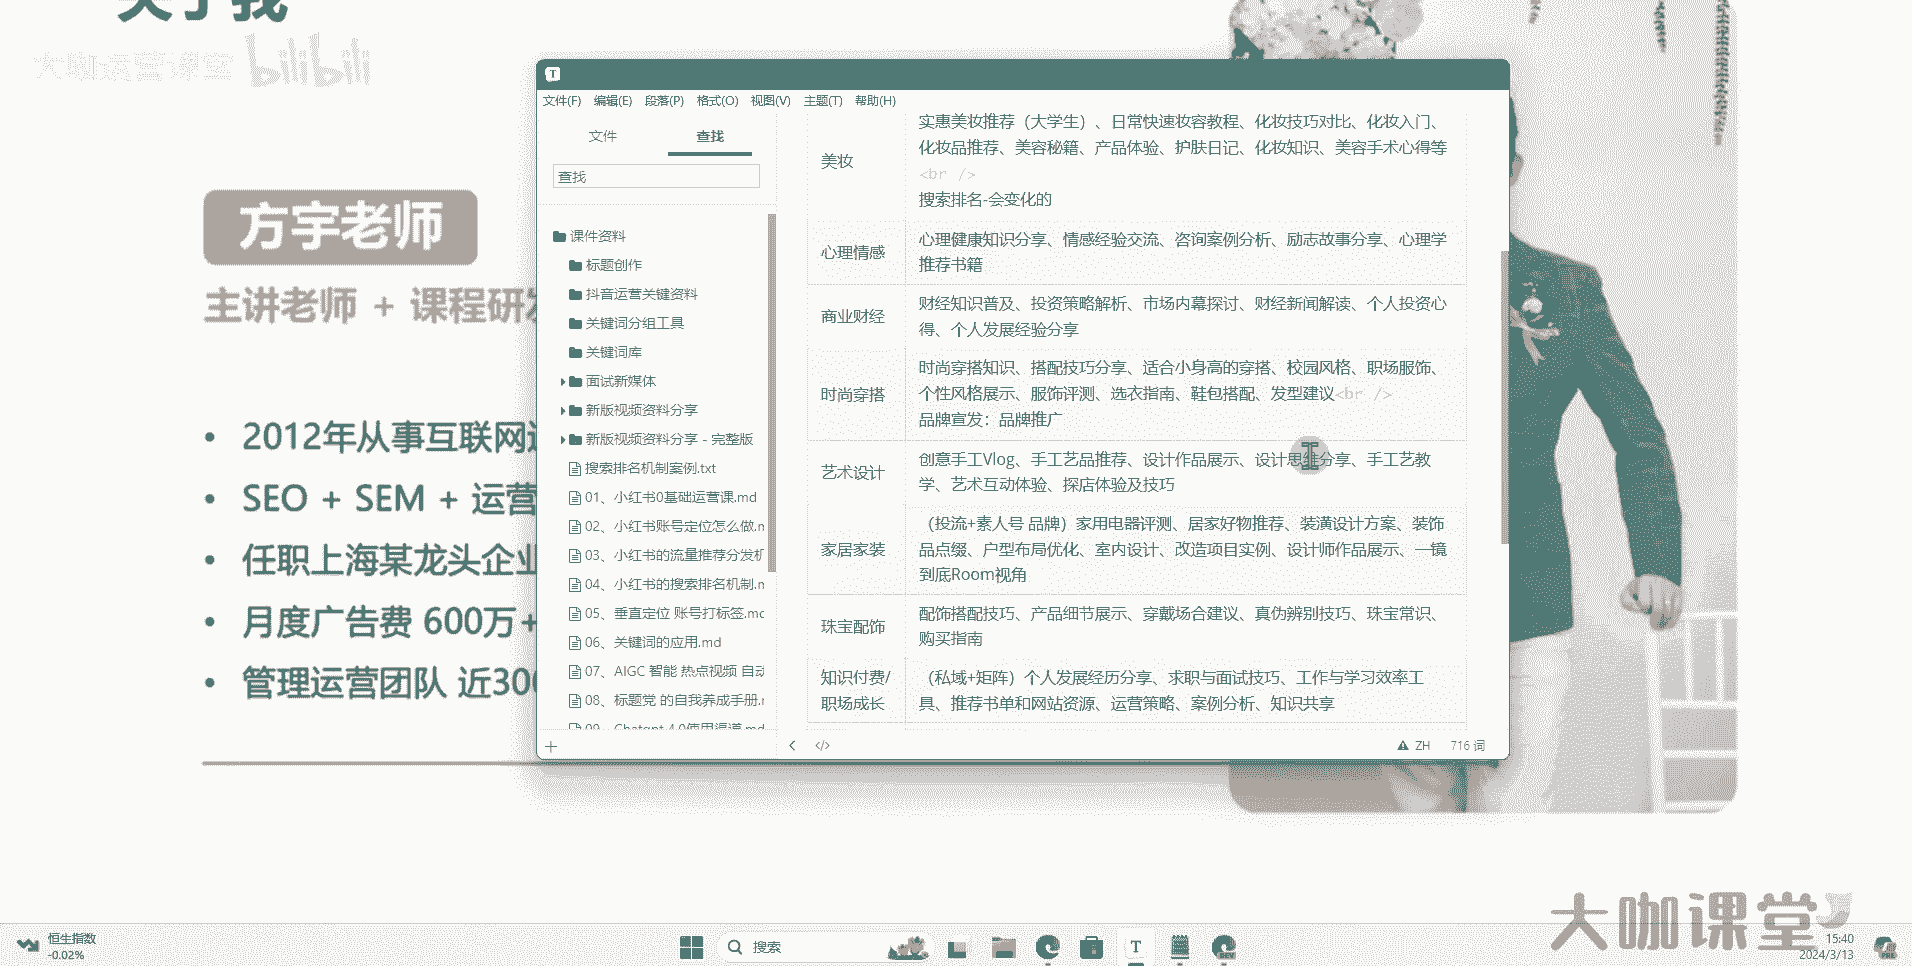 关于我
大咖运营课堂 bilibili
方宇老师
主讲老师 + 课程研发
• 2012年从事互联网运
• SEO + SEM + 运营
• 任职上海某龙头企业
• 月度广告费 600万+
• 管理运营团队 近300
T
文件(F) 编辑(E) 段落(P) 格式(O) 视图(V) 主题(T) 帮助(H)
文件 查找
查找
课件资料
标题创作
抖音运营关键资料
关键词分组工具
关键词库
面试新媒体
新版视频资料分享
新版视频资料分享 - 完整版
搜索排名机制案例.txt
01、小红书0基础运营课.md
02、小红书账号定位怎么做.m
03、小红书的流量推荐分发机
04、小红书的搜索排名机制.m
05、垂直定位 账号打标签.mc
06、关键词的应用.md
07、AIGC 智能 热点视频 自动
08、标题党 的自我养成手册.r
09、Chatgpt 4.0使用渠道.md
美妆
实惠美妆推荐（大学生）、日常快速妆容教程、化妆技巧对比、化妆入门、
化妆品推荐、美容秘籍、产品体验、护肤日记、化妆知识、美容手术心得等
<br />
搜索排名-会变化的
心理情感
心理健康知识分享、情感经验交流、咨询案例分析、励志故事分享、心理学
推荐书籍
商业财经
财经知识普及、投资策略解析、市场内幕探讨、财经新闻解读、个人投资心
得、个人发展经验分享
时尚穿搭
时尚穿搭知识、搭配技巧分享、适合小身高的穿搭、校园风格、职场服饰、
个性风格展示、服饰评测、选衣指南、鞋包搭配、发型建议<br />
品牌宣发：品牌推广
艺术设计
创意手工Vlog、手工艺品推荐、设计作品展示、设计思维分享、手工艺教
学、艺术互动体验、探店体验及技巧
家居家装
（投流+素人号 品牌）家用电器评测、居家好物推荐、装潢设计方案、装饰
品点缀、户型布局优化、室内设计、改造项目实例、设计师作品展示、一镜
到底Room视角
珠宝配饰
配饰搭配技巧、产品细节展示、穿戴场合建议、真伪辨别技巧、珠宝常识、
购买指南
知识付费/
职场成长
（私域+矩阵）个人发展经历分享、求职与面试技巧、工作与学习效率工
具、推荐书单和网站资源、运营策略、案例分析、知识共享
ZH 716 词
大咖课堂
恒生指数
-0.02%
搜索
T
DEV
15:40
2024/3/13
PRE